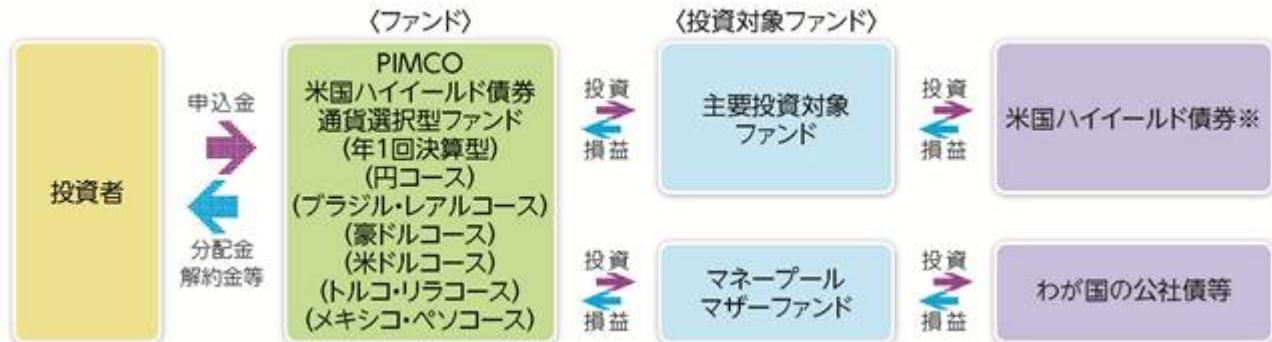 〈ファンド〉
〈投資対象ファンド〉
投資者
申込金
分配金
解約金等
PIMCO
米国ハイイールド債券
通貨選択型ファンド
(年1回決算型)
(円コース)
(ブラジル・レアルコース)
(豪ドルコース)
(米ドルコース)
(トルコ・リラコース)
(メキシコ・ペソコース)
投資
損益
主要投資対象
ファンド
投資
損益
米国ハイイールド債券※
投資
損益
マネープール
マザーファンド
投資
損益
わが国の公社債等